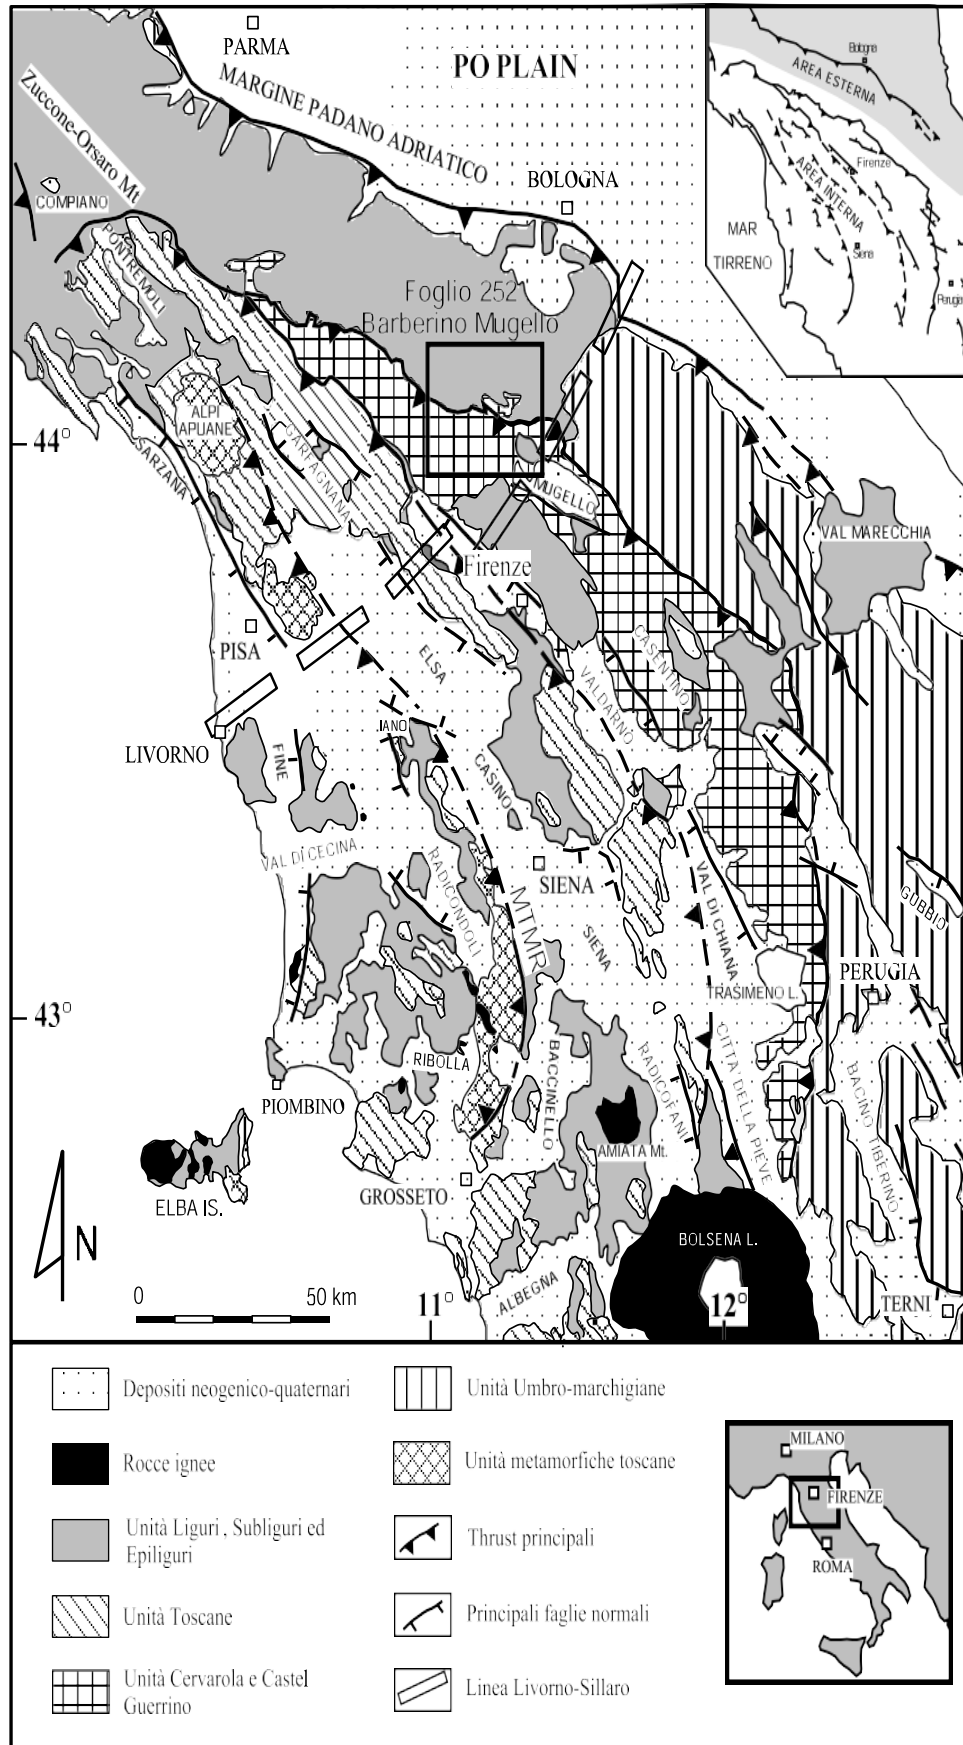 PARMA
PO PLAIN
MARGINE PADANO ADRIATICO
Zuccone-Orsaro Mt
COMPIANO
BOLOGNA
PONTREMOLI
Foglio 252
Barberino Mugello
Bologna
AREA ESTERNA
Firenze
AREA INTERNA
MAR
TIRRENO
Siena
Perugia
44°
ALPI
APUANE
GARFAGNANA
SARZANA
MUGELLO
VAL MARECCHIA
Firenze
PISA
ELSA
CASENTINO
VALDARNO
LIVORNO
FINE
IANO
CASINO
VAL DI CECINA
RADICONDOLI
SIENA
MTMR
SIENA
VAL DI CHIANA
GUBBIO
TRASIMENO L.
PERUGIA
43°
RIBOLLA
BACCINELLO
RADICOFANI
CITTA' DELLA PIEVE
BACINO TIBERINO
PIOMBINO
AMIATA Mt.
ELBA IS.
GROSSETO
BOLSENA L.
N
ALBEGNA
0 50 km
11°
12°
TERNI
Depositi neogenico-quaternari
Rocce ignee
Unità Liguri , Subliguri ed
Epiliguri
Unità Toscane
Unità Cervarola e Castel
Guerrino
Unità Umbro-marchigiane
Unità metamorfiche toscane
Thrust principali
Principali faglie normali
Linea Livorno-Sillaro
MILANO
FIRENZE
ROMA